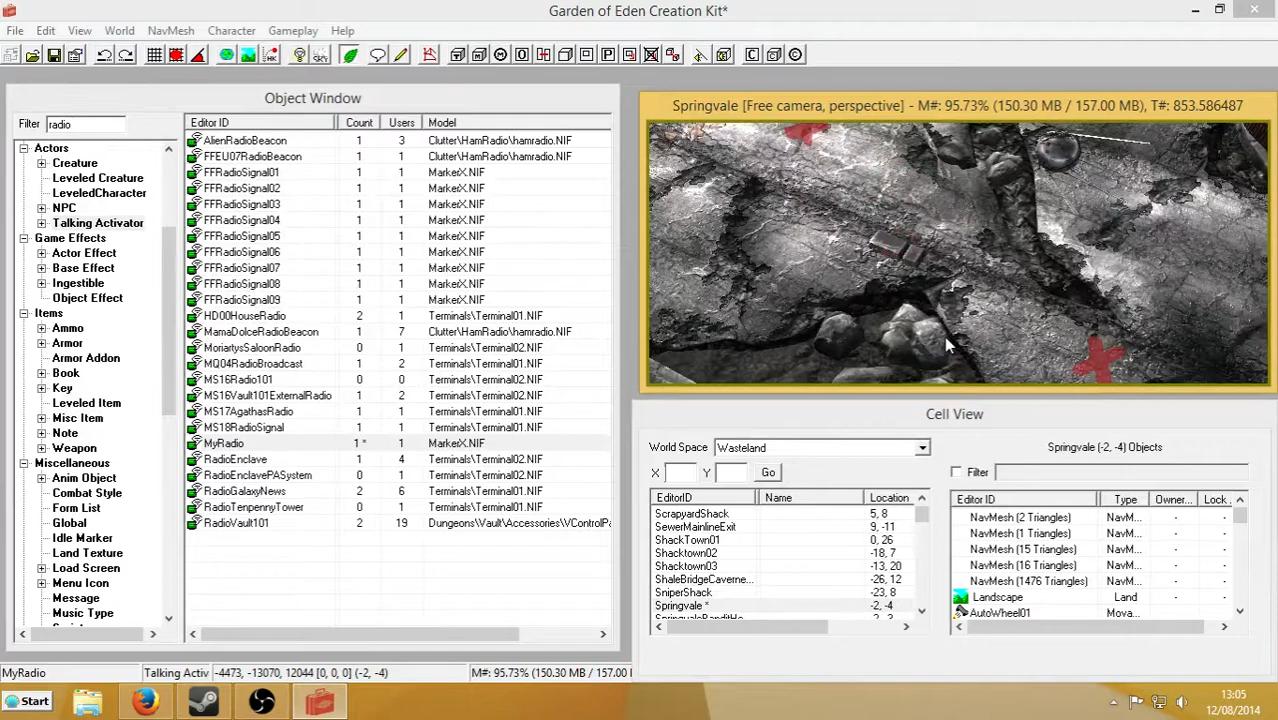 Garden of Eden Creation Kit*
File Edit View World NavMesh Character Gameplay Help
Object Window
Filter radio
Actors
Creature
Leveled Creature
LeveledCharacter
NPC
Talking Activator
Game Effects
Actor Effect
Base Effect
Ingestible
Object Effect
Items
Ammo
Armor
Armor Addon
Book
Key
Leveled Item
Misc Item
Note
Weapon
Miscellaneous
Anim Object
Combat Style
Form List
Global
Idle Marker
Land Texture
Load Screen
Menu Icon
Message
Music Type
Editor ID Count Users Model
AlienRadioBeacon 1 3 Clutter\HamRadio\hamradio.NIF
FFEU07RadioBeacon 1 1 Clutter\HamRadio\hamradio.NIF
FFRadioSignal01 1 1 MarkerX.NIF
FFRadioSignal02 1 1 MarkerX.NIF
FFRadioSignal03 1 1 MarkerX.NIF
FFRadioSignal04 1 1 MarkerX.NIF
FFRadioSignal05 1 1 MarkerX.NIF
FFRadioSignal06 1 1 MarkerX.NIF
FFRadioSignal07 1 1 MarkerX.NIF
FFRadioSignal08 1 1 MarkerX.NIF
FFRadioSignal09 1 1 MarkerX.NIF
HD00HouseRadio 2 1 Terminals\Terminal01.NIF
MamaDolceRadioBeacon 1 7 Clutter\HamRadio\hamradio.NIF
MoriartysSaloonRadio 0 1 Terminals\Terminal02.NIF
MQ04RadioBroadcast 1 2 Terminals\Terminal02.NIF
MS16Radio101 0 0 Terminals\Terminal02.NIF
MS16Vault101ExternalRadio 1 2 Terminals\Terminal02.NIF
MS17AgathasRadio 1 1 Terminals\Terminal01.NIF
MS18RadioSignal 1 1 Terminals\Terminal01.NIF
MyRadio 1 * 1 MarkerX.NIF
RadioEnclave 1 4 Terminals\Terminal02.NIF
RadioEnclavePASystem 0 1 Terminals\Terminal02.NIF
RadioGalaxyNews 2 6 Terminals\Terminal01.NIF
RadioTenpennyTower 0 1 Terminals\Terminal01.NIF
RadioVault101 2 19 Dungeons\Vault\Accessories\VControlPa
Springvale [Free camera, perspective] - M#: 95.73% (150.30 MB / 157.00 MB), T#: 853.586487
Cell View
World Space Wasteland
X Y Go
EditorID Name Location
ScrapyardShack 5, 8
SewerMainlineExit 9, -11
ShackTown01 0, 26
Shacktown02 -18, 7
Shacktown03 -13, 20
ShaleBridgeCaverne... -26, 12
SniperShack -23, 8
Springvale * -2, -4
Springvale (-2, -4) Objects
Filter
Editor ID Type Owner... Lock
NavMesh (2 Triangles) NavM... - -
NavMesh (1 Triangles) NavM... - -
NavMesh (15 Triangles) NavM... - -
NavMesh (16 Triangles) NavM... - -
NavMesh (1476 Triangles) NavM... - -
Landscape Land - -
AutoWheel01 Mova... - -
MyRadio Talking Activ -4473, -13070, 12044 [0, 0, 0] (-2, -4) M#: 95.73% (150.30 MB / 157.00
Start 13:05
12/08/2014